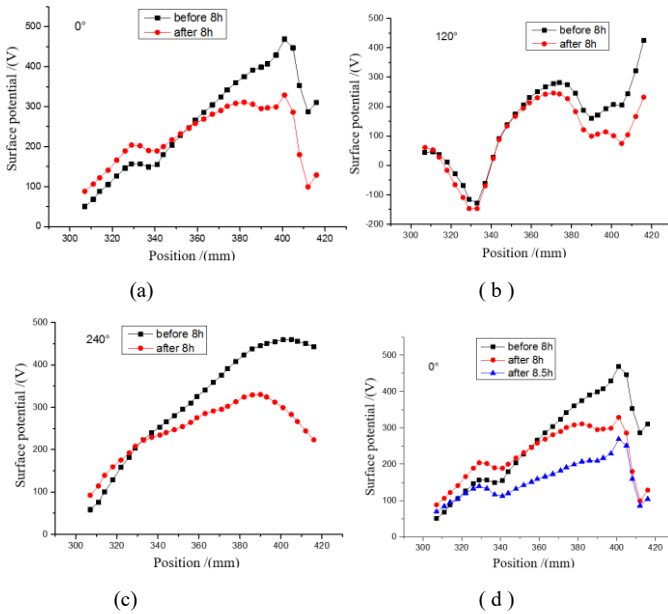 0°
before 8h
after 8h
Surface potential /(V)
500
400
300
200
100
0
300
320
340
360
380
400
420
Position /(mm)
(a)
120°
before 8h
after 8h
Surface potential /(V)
500
400
300
200
100
0
-100
-200
300
320
340
360
380
400
420
Position /(mm)
( b )
240°
before 8h
after 8h
Surface potential /(V)
500
400
300
200
100
0
300
320
340
360
380
400
420
Position /(mm)
(c)
0°
before 8h
after 8h
after 8.5h
Surface potential /(V)
500
400
300
200
100
0
300
320
340
360
380
400
420
Position /(mm)
( d )